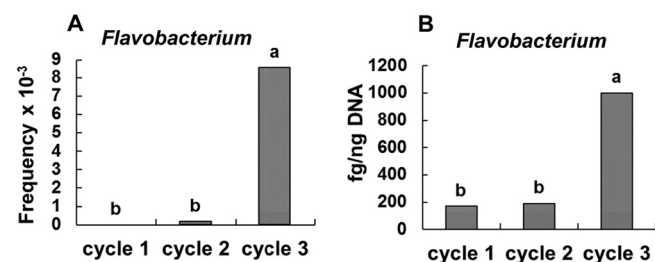 A
Flavobacterium
Frequency x 10-3
9
8
7
6
5
4
3
2
1
0
b
b
a
cycle 1 cycle 2 cycle 3
B
Flavobacterium
fg/ng DNA
1200
1000
800
600
400
200
0
b
b
a
cycle 1 cycle 2 cycle 3